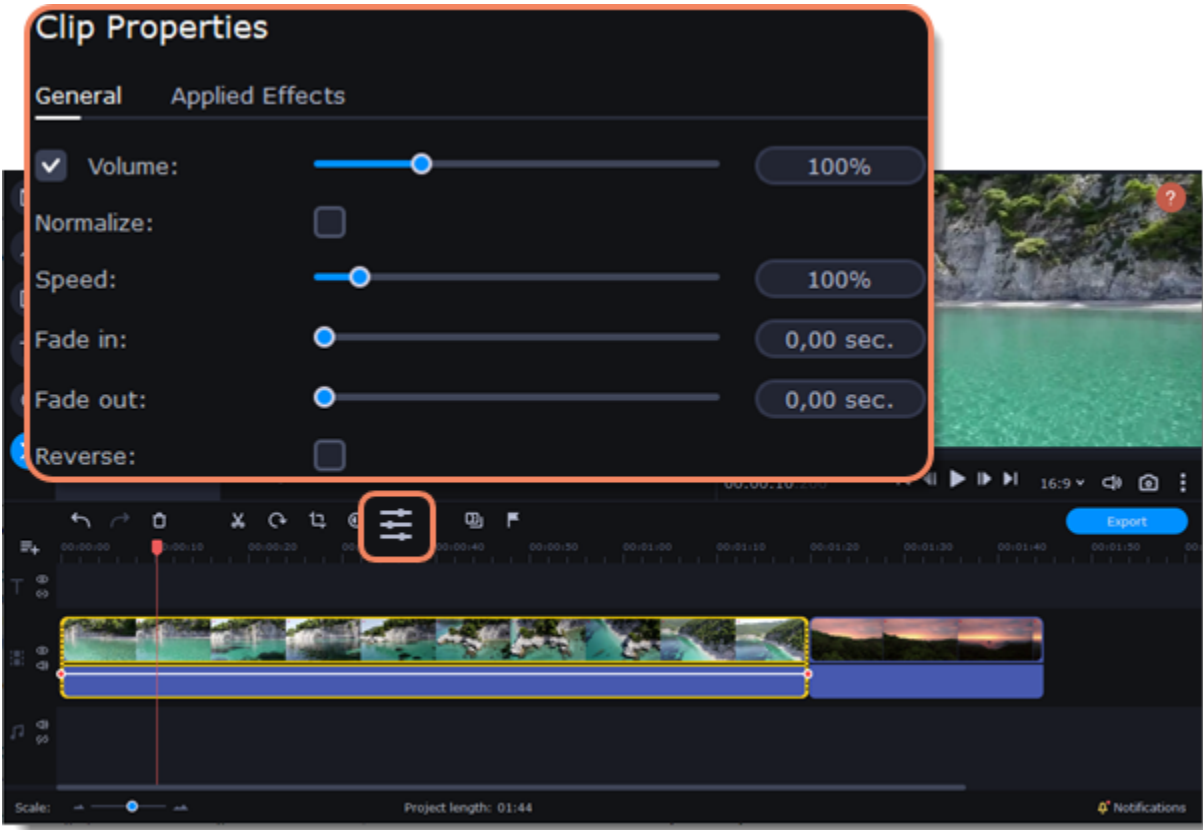 Clip Properties
General Applied Effects
Volume: 100%
Normalize:
Speed: 100%
Fade in: 0,00 sec.
Fade out: 0,00 sec.
Reverse:
?
16:9
Export
00:00:00 00:00:20 00:00:40 00:00:50 00:01:00 00:01:10 00:01:20 00:01:30 00:01:40 00:01:50
T
Scale: Project length: 01:44 Notifications